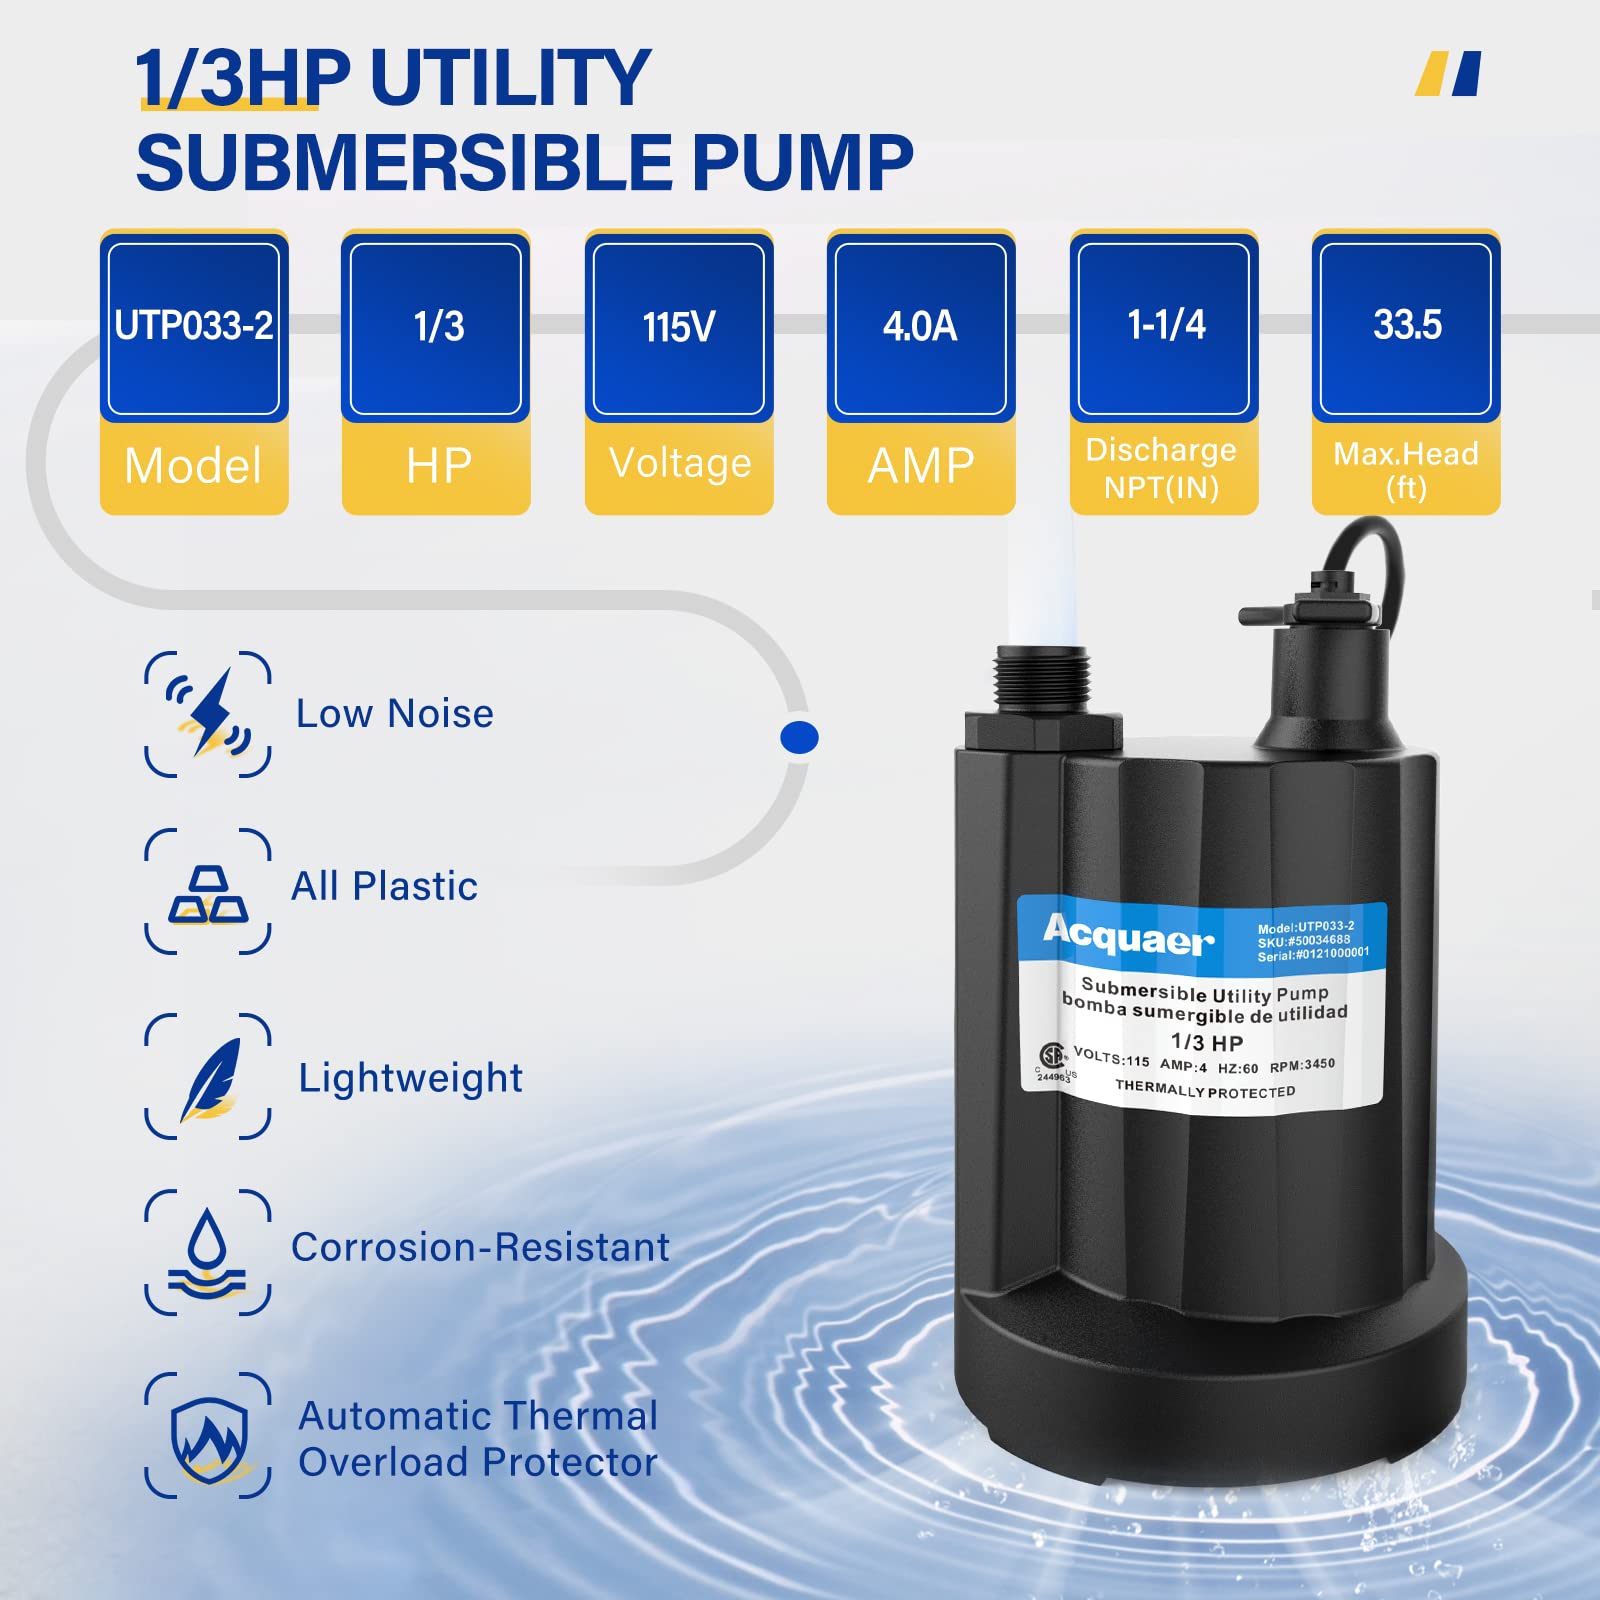 1/3HP UTILITY
SUBMERSIBLE PUMP
UTP033-2
Model
1/3
HP
115V
Voltage
4.0A
AMP
1-1/4
Discharge
NPT(IN)
33.5
Max.Head
(ft)
Low Noise
All Plastic
Lightweight
Corrosion-Resistant
Automatic Thermal
Overload Protector
Acquaer
Model:UTP033-2
SKU:#50034688
Serial:#0121000001
Submersible Utility Pump
bomba sumergible de utilidad
1/3 HP
VOLTS:115 AMP:4 HZ:60 RPM:3450
THERMALLY PROTECTED
C SA ® US
244963